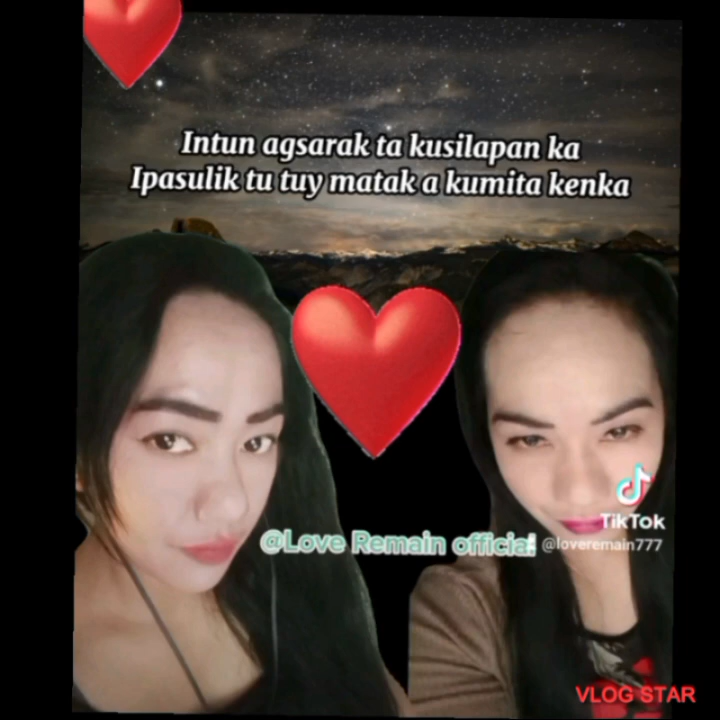 Intun agsarak ta kusilapan ka
Ipasulik tu tuy matak a kumita kenka
@Love Remain official
TikTok
@loveremain777
VLOG STAR